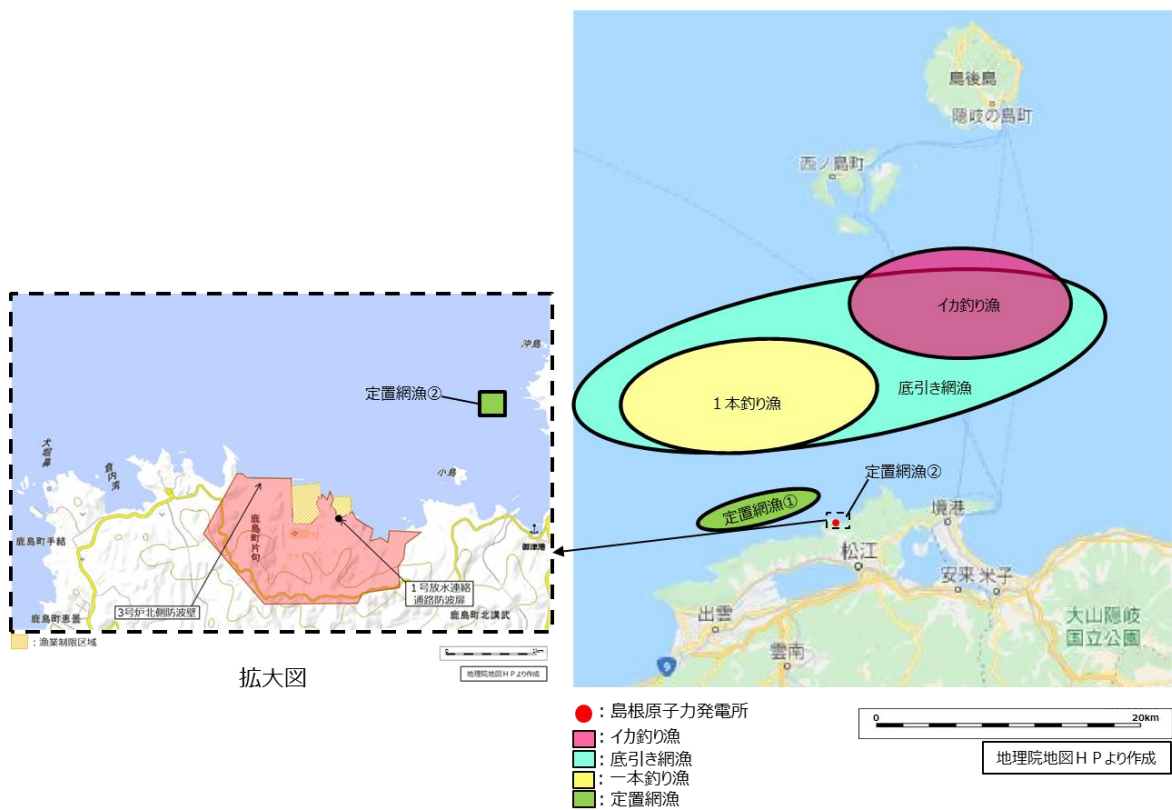 沖島
定置網漁②
小島
犬堀鼻
倉内湾
鹿島町片句
鹿島町手結
御津港
3号炉北側防波壁
1号放水連絡
通路防波扉
鹿島町恵曇
鹿島町北講武
：漁業制限区域
0
1km
地理院地図ＨＰより作成
拡大図
島後島
隠岐の島町
西ノ島町
イカ釣り漁
底引き網漁
１本釣り漁
定置網漁②
定置網漁①
境港
松江
安来
米子
出雲
大山隠岐
国立公園
雲南
9
：島根原子力発電所
：イカ釣り漁
：底引き網漁
：一本釣り漁
：定置網漁
0
20km
地理院地図ＨＰより作成